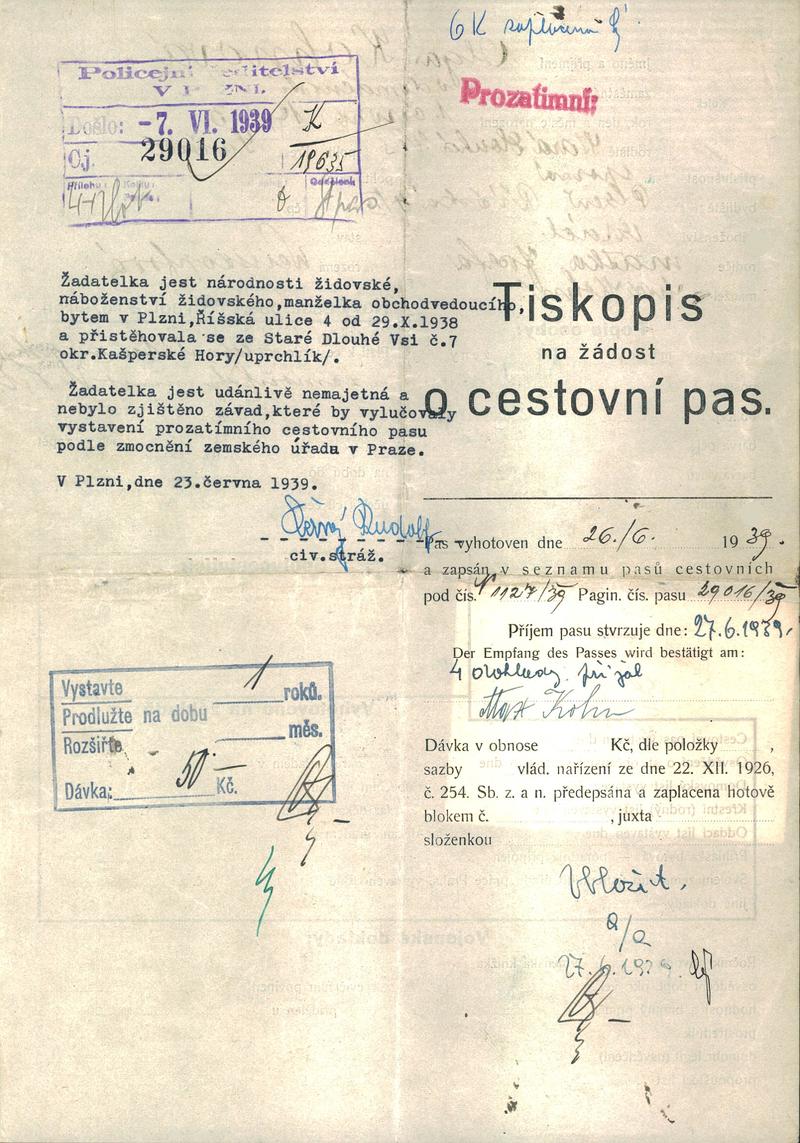 6 K zaplacena
Policejní ředitelství
V PLZNI.
Došlo: -7. VI. 1939 K
Čj. 29016 19635
Přílohy
Prozatimní;
Žadatelka jest národnosti židovské,
náboženství židovského,manželka obchodvedoucího,
bytem v Plzni,Říšská ulice 4 od 29.X.1938
a přistěhovala se ze Staré Dlouhé Vsi č.7
okr.Kašperské Hory/uprchlík/.
Žadatelka jest udánlivě nemajetná a
nebylo zjištěno závad,které by vylučovaly
vystavení prozatímního cestovního pasu
podle zmocnění zemského úřadu v Praze.
V Plzni,dne 23.června 1939.
Rudolf
civ.stráž.
Vystavte 1 roků.
Prodlužte na dobu
Rozšiřte měs.
Dávka: 50 — Kč.
Tiskopis
na žádost
o cestovní pas.
Pas vyhotoven dne 26./6. 1939.
a zapsán v seznamu pasů cestovních
pod čís. 1127/39 Pagin. čís. pasu 29016/39
Příjem pasu stvrzuje dne: 27.6.1939.
Der Empfang des Passes wird bestätigt am:
4 doklady přijal
Max Kohn
Dávka v obnose Kč, dle položky ,
sazby vlád. nařízení ze dne 22. XII. 1926,
č. 254. Sb. z. a n. předepsána a zaplacena hotově
blokem č. , juxta
složenkou
Uložit.
a/a
27.6.1939.